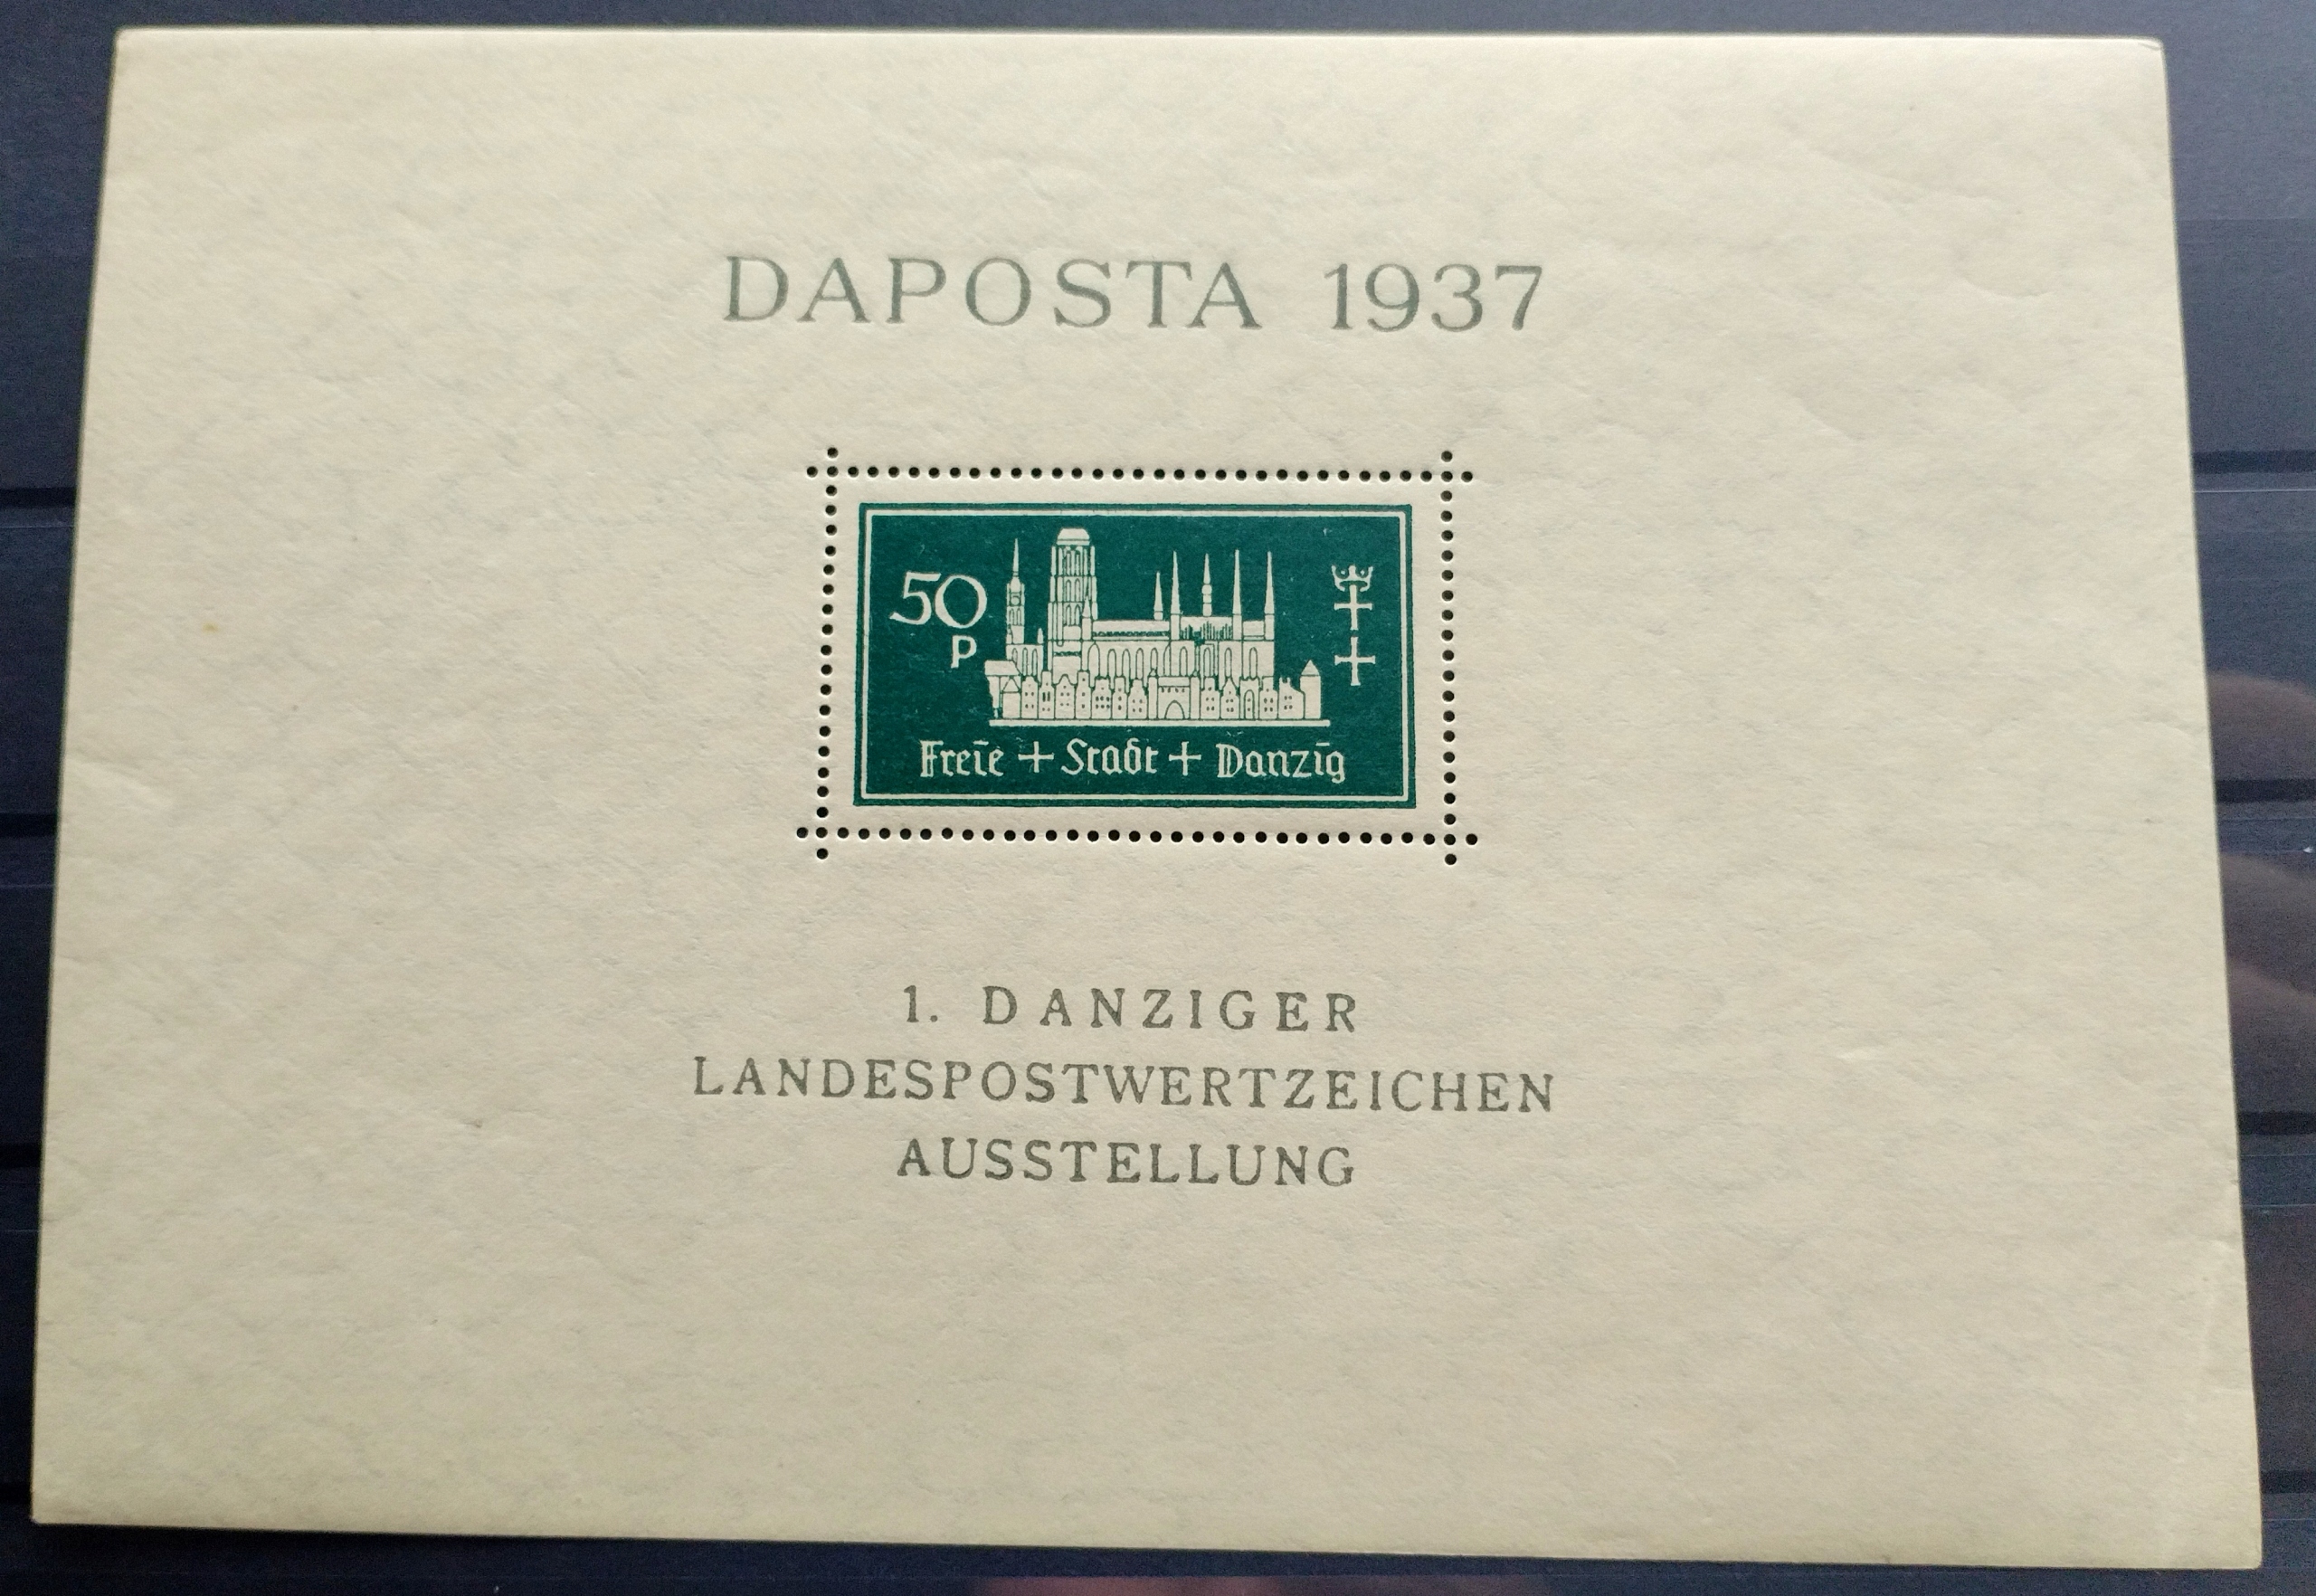 DAPOSTA 1937
50
P
Freie + Stadt + Danzig
1. DANZIGER
LANDESPOSTWERTZEICHEN
AUSSTELLUNG